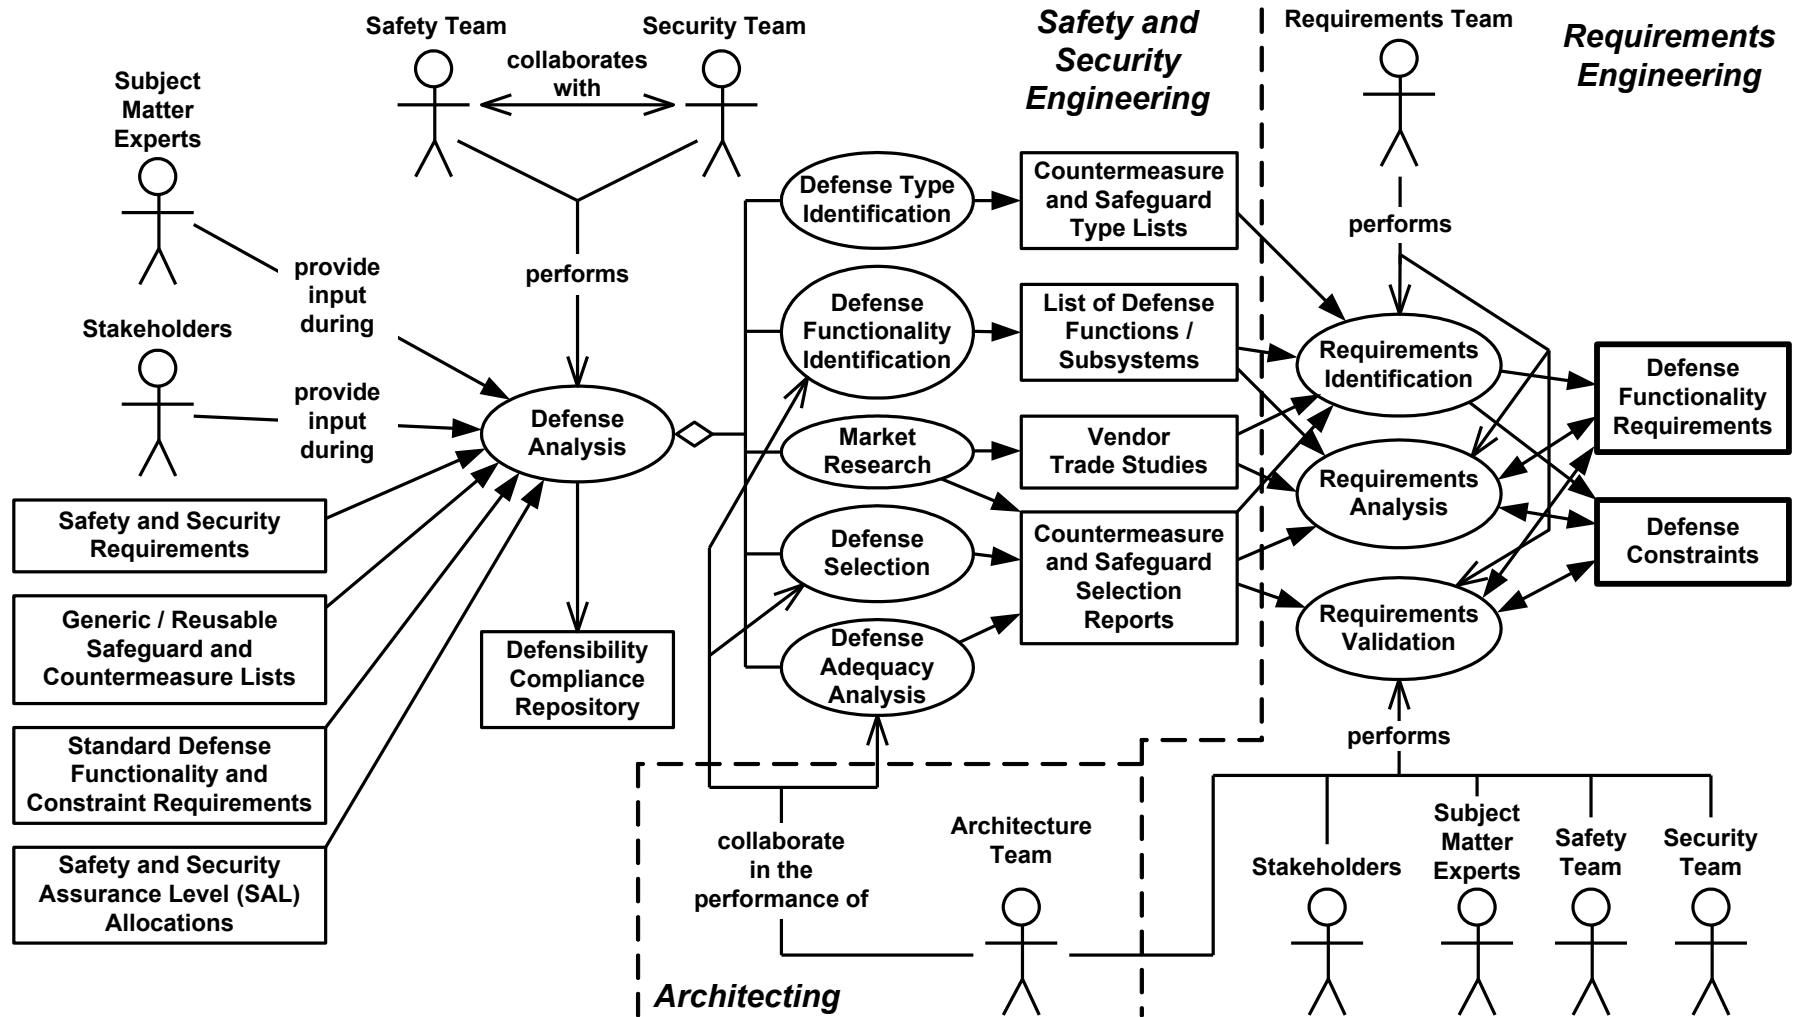 Safety Team
Security Team
collaborates
with
Safety and
Security
Engineering
Requirements Team
Requirements
Engineering
Subject
Matter
Experts
Stakeholders
provide
input
during
provide
input
during
performs
performs
Defense
Analysis
Defense Type
Identification
Defense
Functionality
Identification
Market
Research
Defense
Selection
Defense
Adequacy
Analysis
Countermeasure
and Safeguard
Type Lists
List of Defense
Functions /
Subsystems
Vendor
Trade Studies
Countermeasure
and Safeguard
Selection
Reports
Requirements
Identification
Requirements
Analysis
Requirements
Validation
Defense
Functionality
Requirements
Defense
Constraints
Safety and Security
Requirements
Generic / Reusable
Safeguard and
Countermeasure Lists
Standard Defense
Functionality and
Constraint Requirements
Safety and Security
Assurance Level (SAL)
Allocations
Defensibility
Compliance
Repository
performs
collaborate
in the
performance of
Architecture
Team
Architecting
Stakeholders
Subject
Matter
Experts
Safety
Team
Security
Team